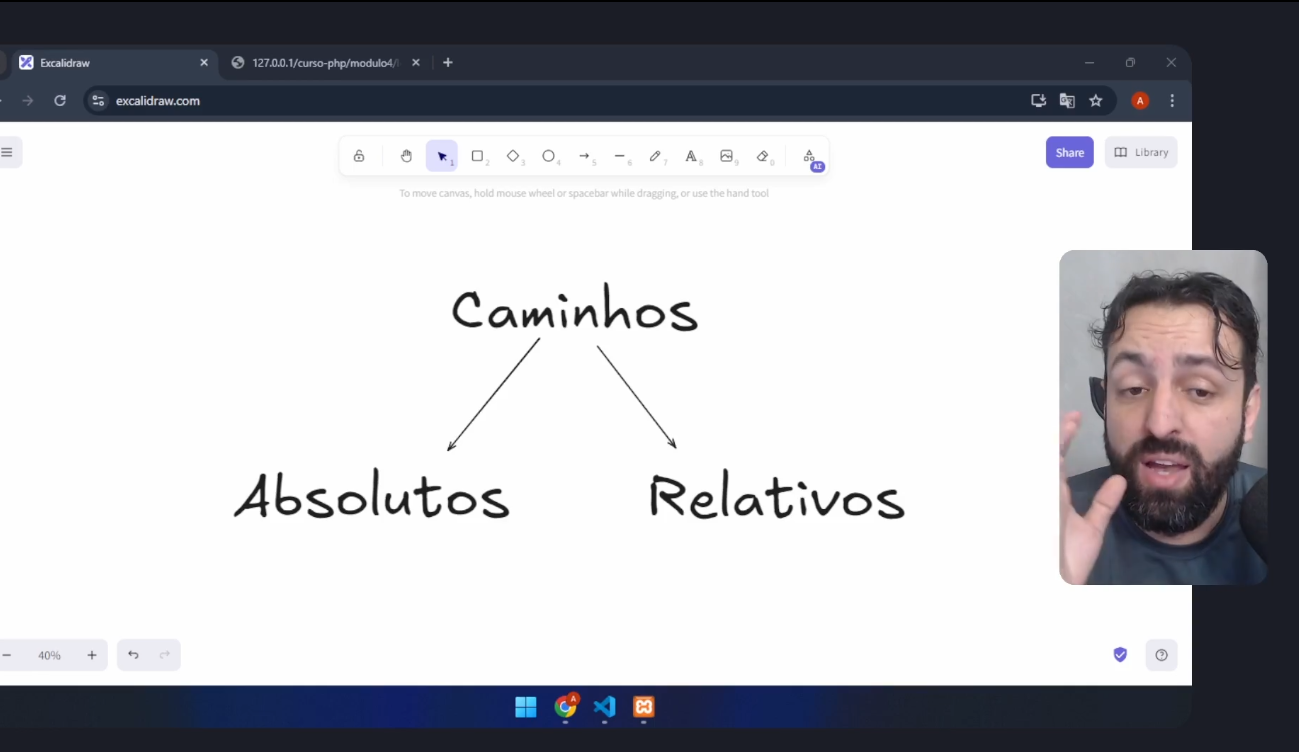 Excalidraw
127.0.0.1/curso-php/modulo4/
excalidraw.com
A
1
2
3
4
5
6
7
A
8
9
0
AI
Share
Library
To move canvas, hold mouse wheel or spacebar while dragging, or use the hand tool
Caminhos
Absolutos
Relativos
40%
A